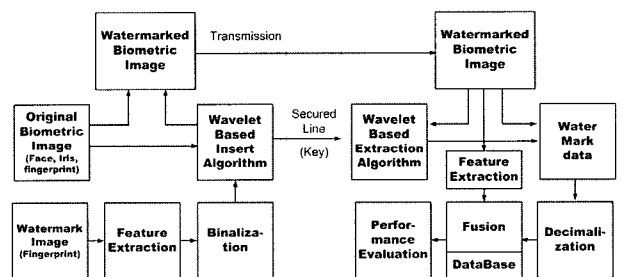 Watermarked
Biometric
Image
Transmission
Watermarked
Biometric
Image
Original
Biometric
Image
(Face, Iris,
fingerprint)
Wavelet
Based
Insert
Algorithm
Secured
Line
(Key)
Wavelet
Based
Extraction
Algorithm
Feature
Extraction
Water
Mark
data
Watermark
Image
(Fingerprint)
Feature
Extraction
Binaliza-
tion
Perfor-
mance
Evaluation
Fusion
DataBase
Decimali-
zation